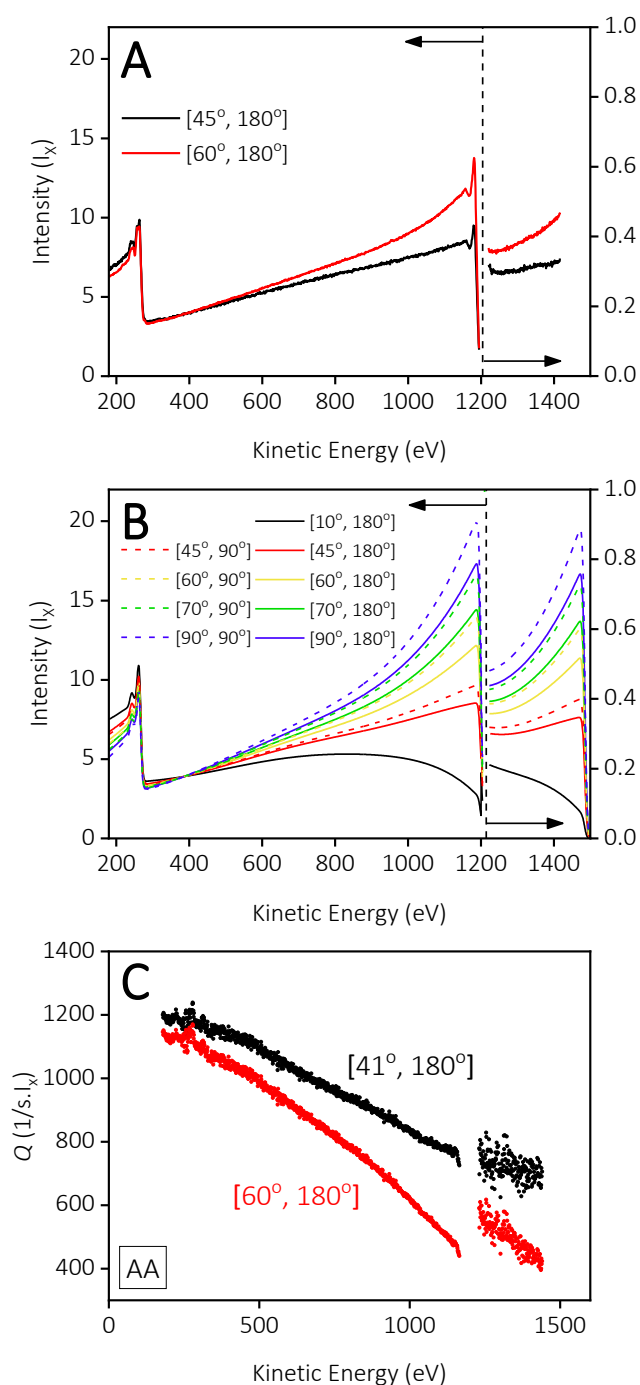 A
[45°, 180°]
[60°, 180°]
Intensity (Iₓ)
0 5 10 15 20
0.0 0.2 0.4 0.6 0.8 1.0
200 400 600 800 1000 1200 1400
Kinetic Energy (eV)
B
[10°, 180°]
[45°, 90°] [45°, 180°]
[60°, 90°] [60°, 180°]
[70°, 90°] [70°, 180°]
[90°, 90°] [90°, 180°]
Intensity (Iₓ)
0 5 10 15 20
0.0 0.2 0.4 0.6 0.8 1.0
200 400 600 800 1000 1200 1400
Kinetic Energy (eV)
C
[41°, 180°]
[60°, 180°]
AA
Q (1/s.Iₓ)
400 600 800 1000 1200 1400
0 500 1000 1500
Kinetic Energy (eV)